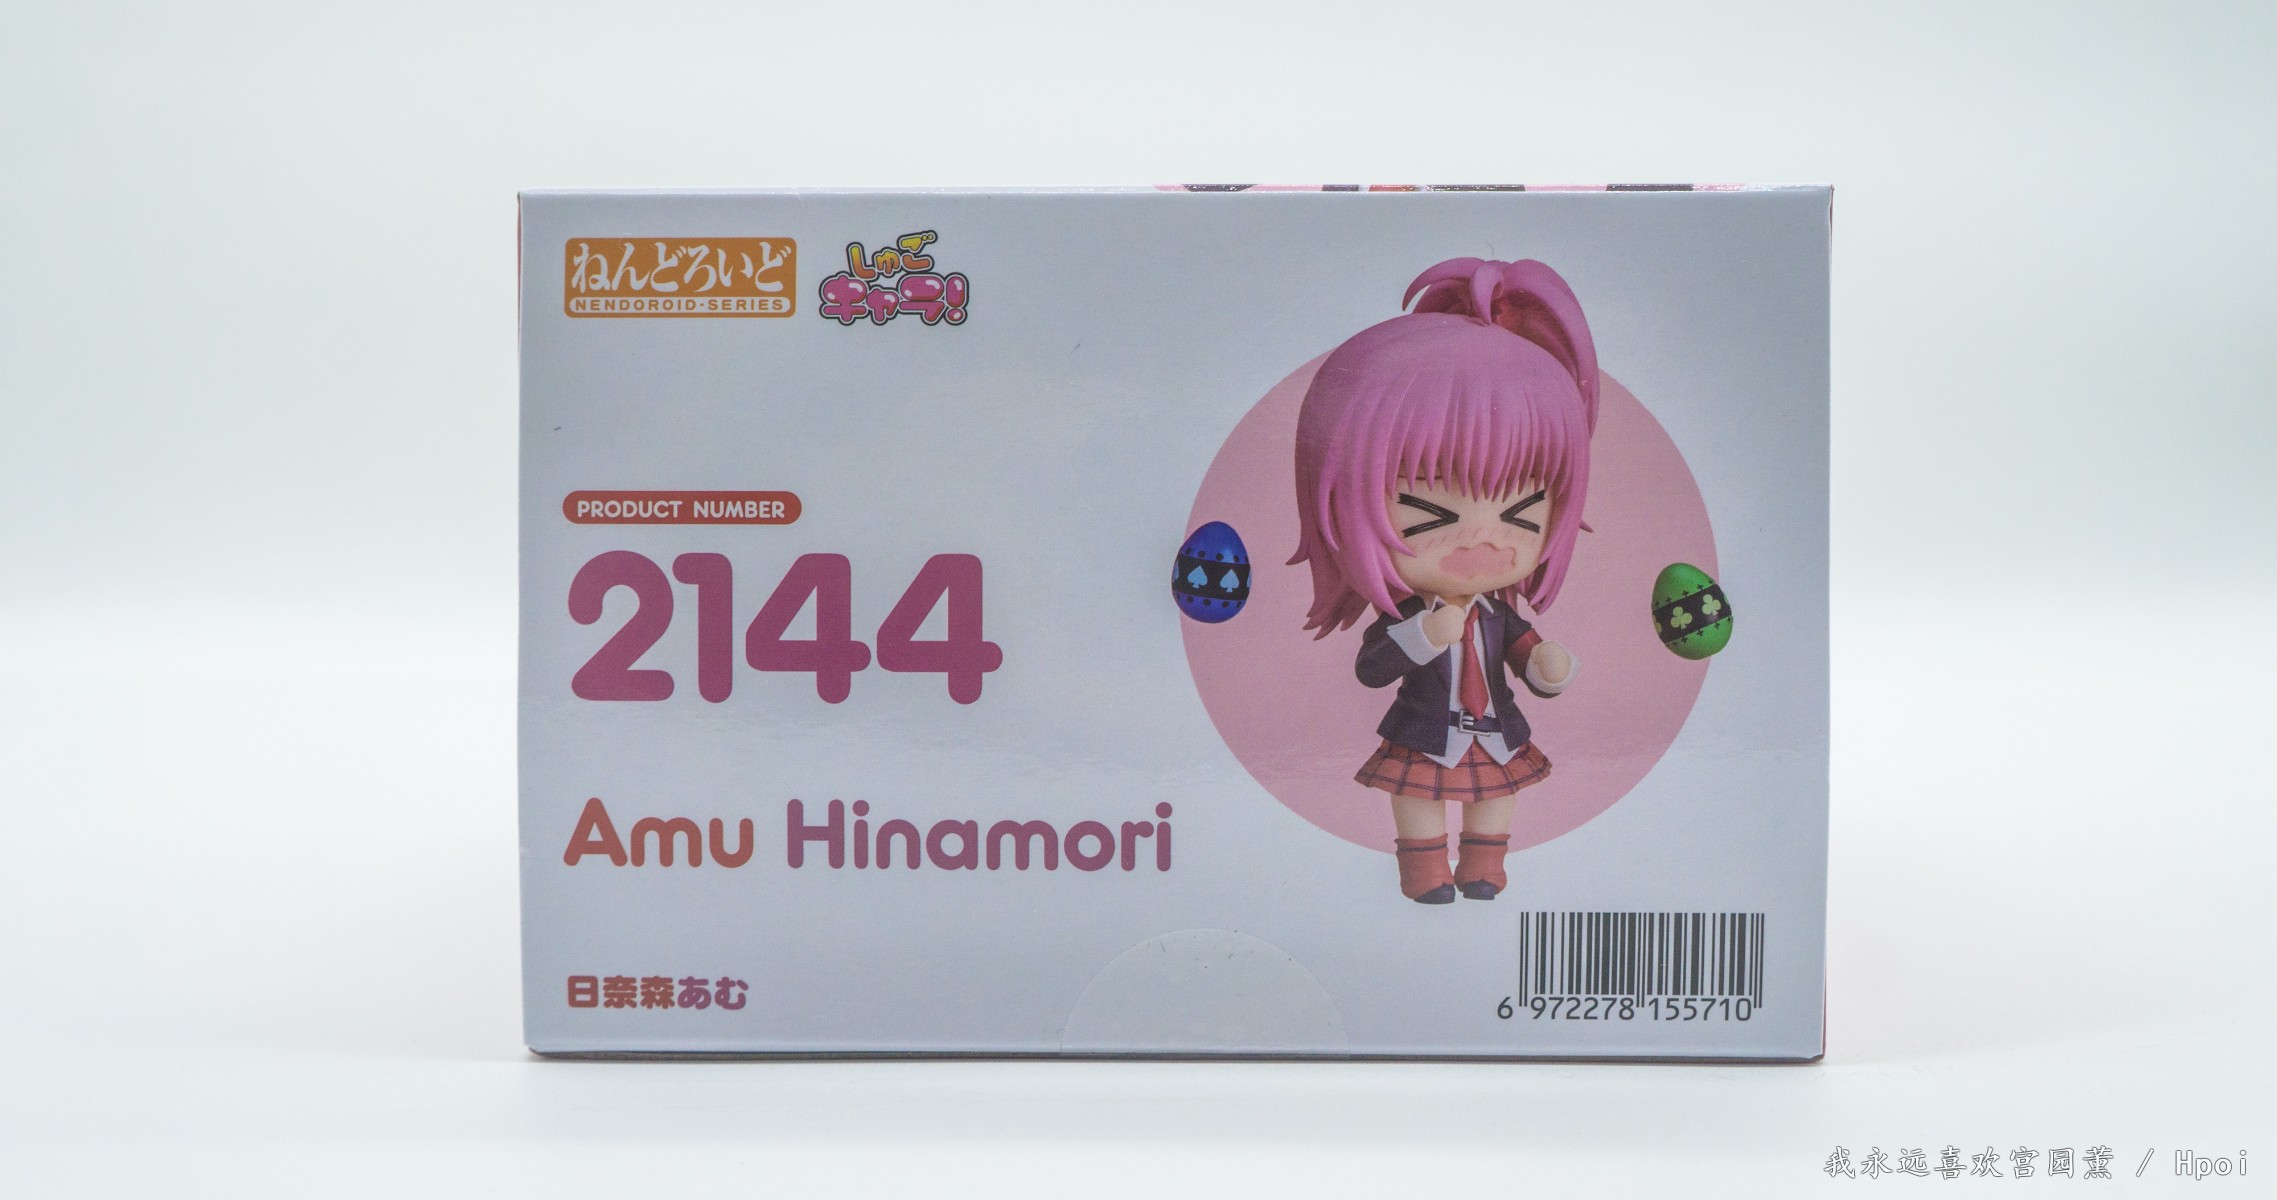 ねんどろいど
NENDOROID-SERIES
しゅご
キャラ!
PRODUCT NUMBER
2144
Amu Hinamori
日奈森あむ
6 972278 155710
我永远喜欢宫园薰 / Hpoi